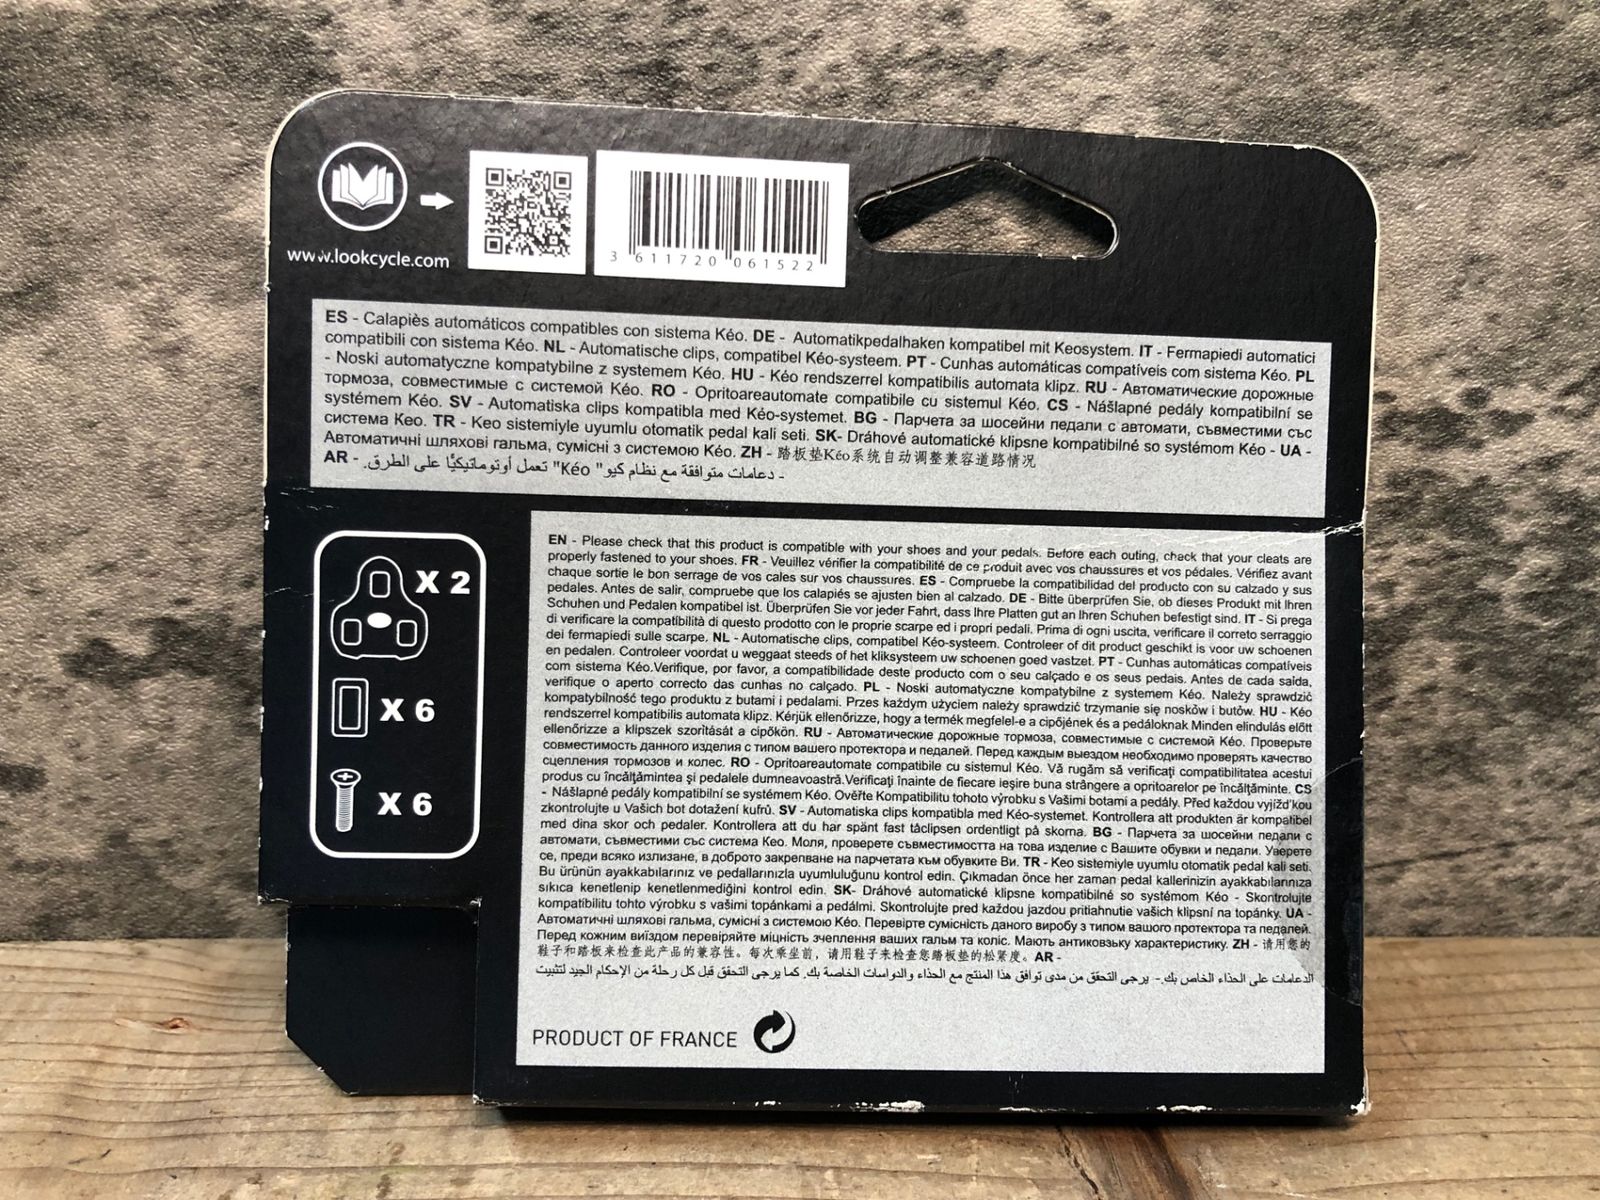 www.lookcycle.com
3 611720 061522
ES - Calapiès automáticos compatibles con sistema Kéo. DE - Automatikpedalhaken kompatibel mit Keosystem. IT - Fermapiedi automatici
compatibili con sistema Kéo. NL - Automatische clips, compatibel Kéo-systeem. PT - Cunhas automáticas compatíveis com sistema Kéo. PL
- Noski automatyczne kompatybilne z systemem Kéo. HU - Kéo rendszerrel kompatibilis automata klipz. RU - Автоматические дорожные
тормоза, совместимые с системой Kéo. RO - Opritoareautomate compatibile cu sistemul Kéo. CS - Nášlapné pedály kompatibilní se
systémem Kéo. SV - Automatiska clips kompatibla med Kéo-systemet. BG - Парчета за шосейни педали с автомати, съвместими със
система Keo. TR - Keo sistemiyle uyumlu otomatik pedal kali seti. SK- Dráhové automatické klipsne kompatibilné so systémom Kéo - UA -
Автоматичні шляхові гальма, сумісні з системою Kéo. ZH - 踏板垫Kéo系统自动调整兼容道路情况
AR - دعامات متوافقة مع نظام كيو "Kéo" تعمل أوتوماتيكيًا على الطرق. -
X 2
X 6
X 6
EN - Please check that this product is compatible with your shoes and your pedals. Before each outing, check that your cleats are
properly fastened to your shoes. FR - Veuillez vérifier la compatibilité de ce produit avec vos chaussures et vos pédales. Vérifiez avant
chaque sortie le bon serrage de vos cales sur vos chaussures. ES - Compruebe la compatibilidad del producto con su calzado y sus
pedales. Antes de salir, compruebe que los calapiés se ajusten bien al calzado. DE - Bitte überprüfen Sie, ob dieses Produkt mit Ihren
Schuhen und Pedalen kompatibel ist. Überprüfen Sie vor jeder Fahrt, dass Ihre Platten gut an Ihren Schuhen befestigt sind. IT - Si prega
di verificare la compatibilità di questo prodotto con le proprie scarpe ed i propri pedali. Prima di ogni uscita, verificare il correto serraggio
dei fermapiedi sulle scarpe. NL - Automatische clips, compatibel Kéo-systeem. Controleer of dit product geschikt is voor uw schoenen
en pedalen. Controleer voordat u weggaat steeds of het kliksysteem uw schoenen goed vastzet. PT - Cunhas automáticas compatíveis
com sistema Kéo.Verifique, por favor, a compatibilidade deste producto com o seu calçado e os seus pedais. Antes de cada saída,
verifique o aperto correcto das cunhas no calçado. PL - Noski automatyczne kompatybilne z systemem Kéo. Należy sprawdzić
kompatybilność tego produktu z butami i pedalami. Przes każdym użyciem należy sprawdzić trzymanie się nosków i butów. HU - Kéo
rendszerrel kompatibilis automata klipz. Kérjük ellenőrizze, hogy a termék megfelel-e a cipőjének és a pedáloknak Minden elindulás előtt
ellenőrizze a klipszek szorítását a cipőkön. RU - Автоматические дорожные тормоза, совместимые с системой Kéo. Проверьте
совместимость данного изделия с типом вашего протектора и педалей. Перед каждым выездом необходимо проверять качество
сцепления тормозов и колес. RO - Opritoareautomate compatibile cu sistemul Kéo. Vă rugăm să verificaţi compatibilitatea acestui
produs cu încălţămintea şi pedalele dumneavoastră.Verificaţi înainte de fiecare leşire buna strângere a opritoarelor pe încălţăminte. CS
- Nášlapné pedály kompatibilní se systémem Kéo. Ověřte Kompatibilitu tohoto výrobku s Vašimi botami a pedály. Před každou vyjížďkou
zkontrolujte u Vašich bot dotažení kufrů. SV - Automatiska clips kompatibla med Kéo-systemet. Kontrollera att produkten är kompatibel
med dina skor och pedaler. Kontrollera att du har spänt fast tåclipsen ordentligt på skorna. BG - Парчета за шосейни педали с
автомати, съвместими със система Keo. Моля, проверете съвместимостта на това изделие с Вашите обувки и педали. Уверете
се, преди всяко излизане, в доброто закрепване на парчетата към обувките Ви. TR - Keo sistemiyle uyumlu otomatik pedal kali seti.
Bu ürünün ayakkabılarınız ve pedallarınızla uyumluluğunu kontrol edin. Çıkmadan önce her zaman pedal kallerinizin ayakkabılarınıza
sıkıca kenetlenip kenetlenmediğini kontrol edin. SK- Dráhové automatické klipsne kompatibilné so systémom Kéo - Skontrolujte
kompatibilitu tohto výrobku s vašimi topánkami a pedálmi. Skontrolujte pred každou jazdou pritiahnutie vašich klipsní na topánky. UA -
Автоматичні шляхові гальма, сумісні з системою Kéo. Перевірте сумісність даного виробу з типом вашого протектора та педалей.
Перед кожним виїздом перевіряйте міцність зчеплення ваших гальм та коліс. Мають антиковзьку характеристику. ZH - 请用您的
鞋子和踏板来检查此产品的兼容性。每次乘坐前，请用鞋子来检查您踏板垫的松紧度。AR -
الدعامات على الحذاء الخاص بك.- يرجى التحقق من مدى توافق هذا المنتج مع الحذاء والدواسات الخاصة بك. كما يرجى التحقق قبل كل رحلة من الإحكام الجيد لتثبيت
PRODUCT OF FRANCE